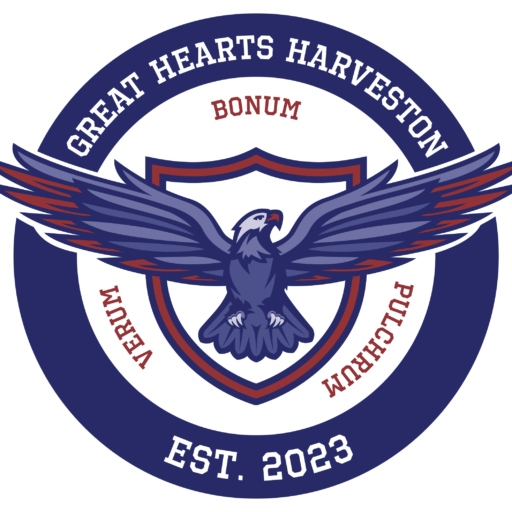 GREAT HEARTS HARVESTON
BONUM
VERUM
PULCHRUM
EST. 2023